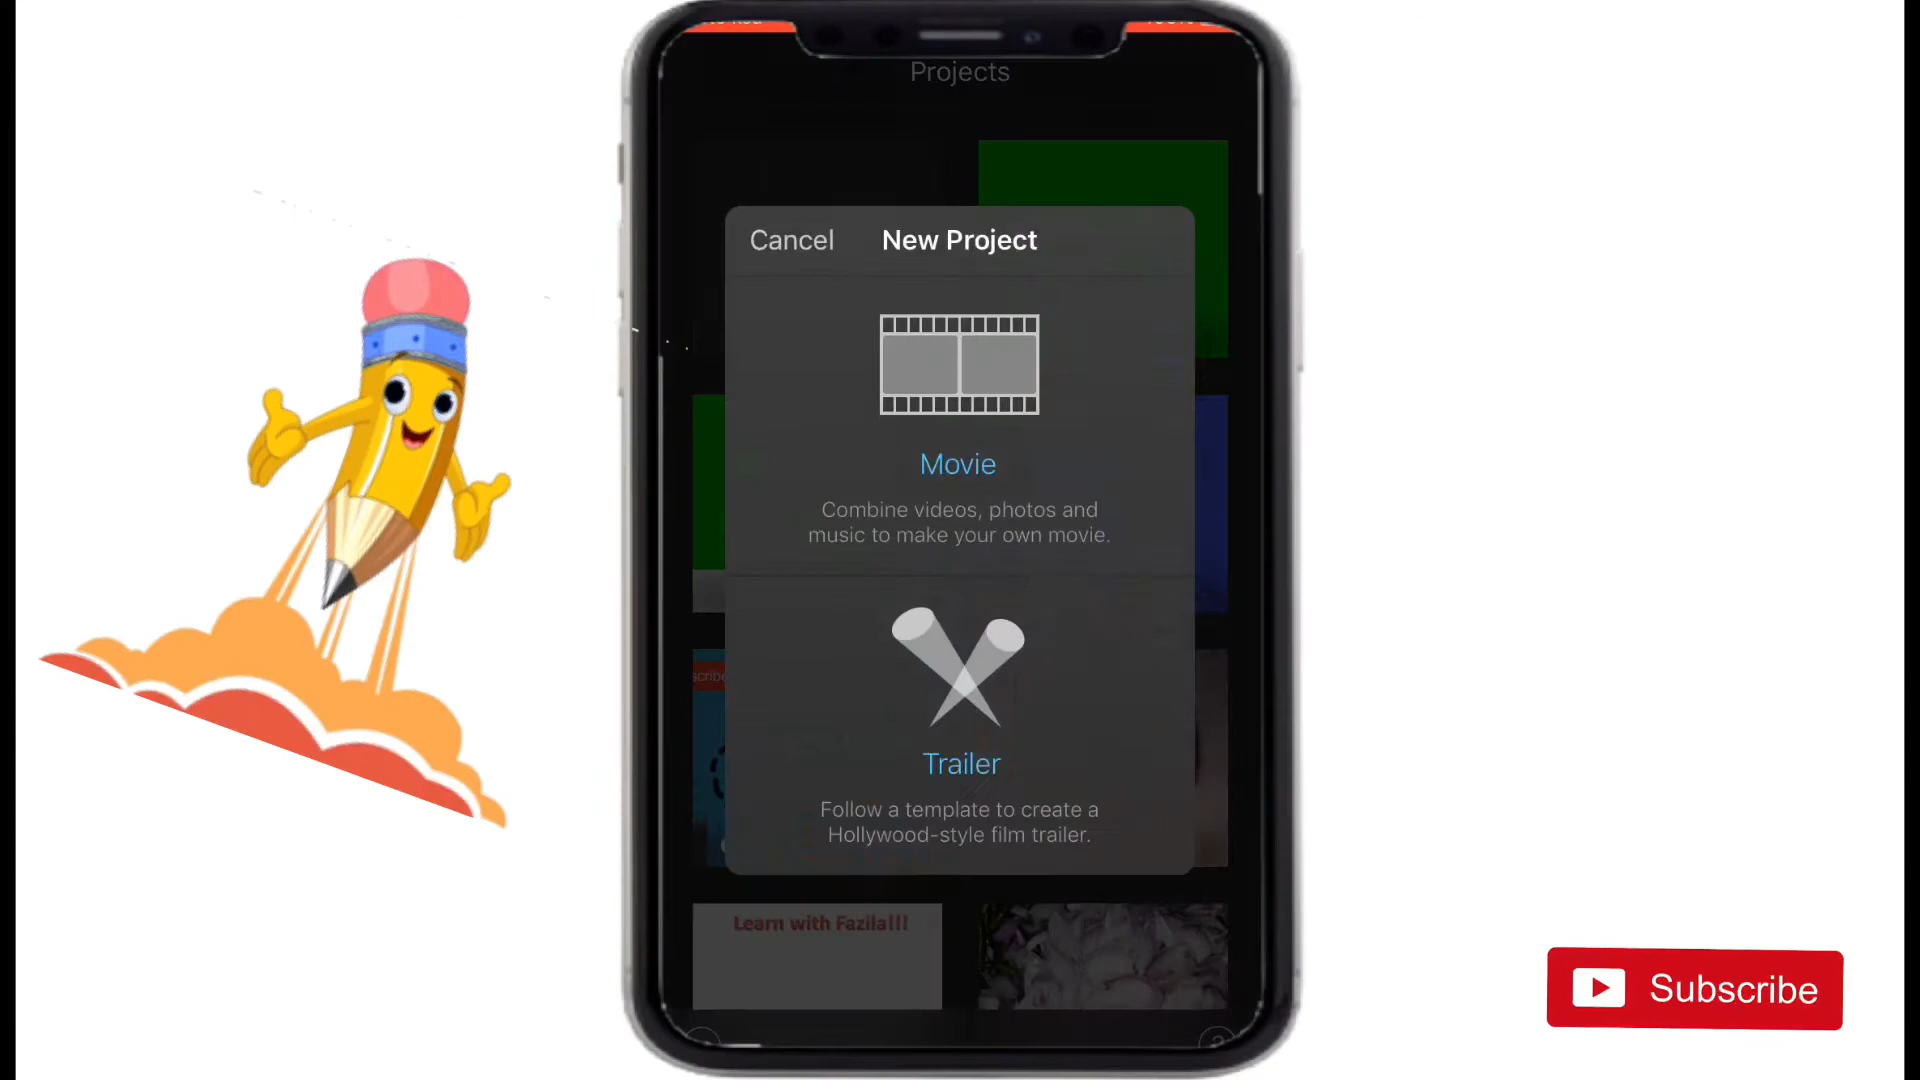 Projects
Cancel
New Project
Movie
Combine videos, photos and
music to make your own movie.
Trailer
Follow a template to create a
Hollywood-style film trailer.
Learn with Fazila!!!
Subscribe